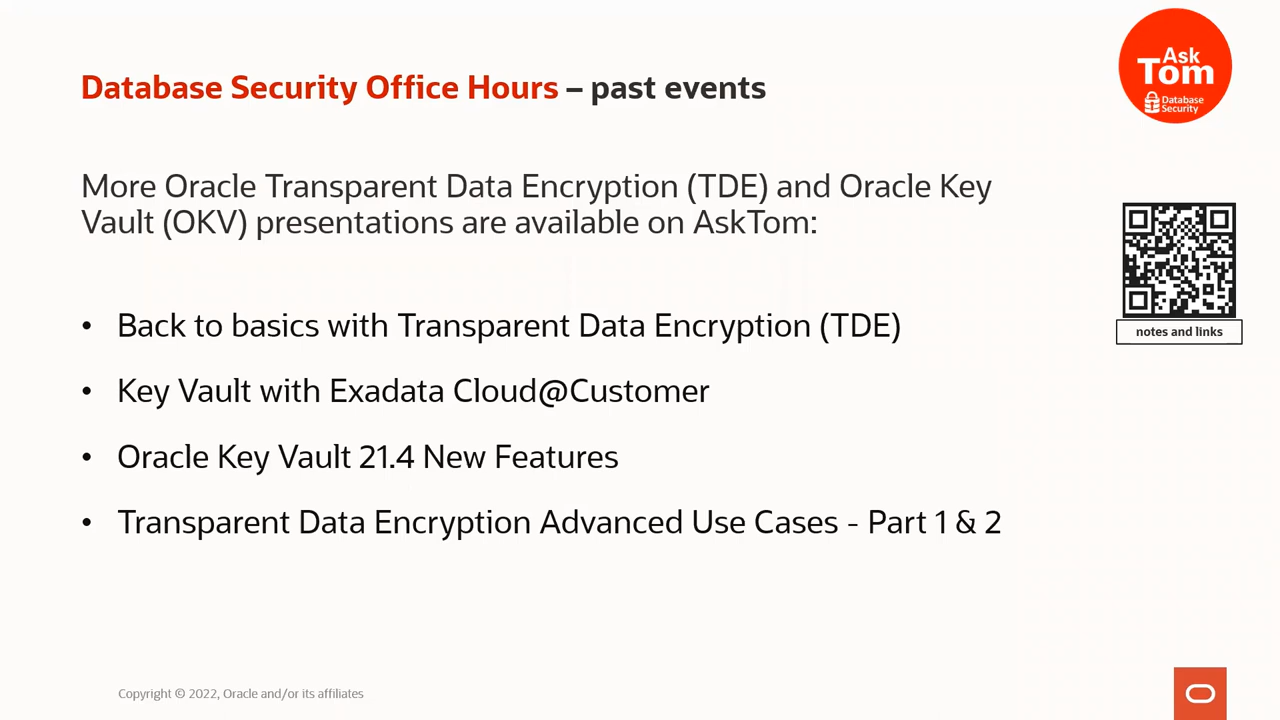 Ask
Tom
Database
Security
Database Security Office Hours – past events
More Oracle Transparent Data Encryption (TDE) and Oracle Key
Vault (OKV) presentations are available on AskTom:
• Back to basics with Transparent Data Encryption (TDE)
• Key Vault with Exadata Cloud@Customer
• Oracle Key Vault 21.4 New Features
• Transparent Data Encryption Advanced Use Cases - Part 1 & 2
notes and links
Copyright © 2022, Oracle and/or its affiliates